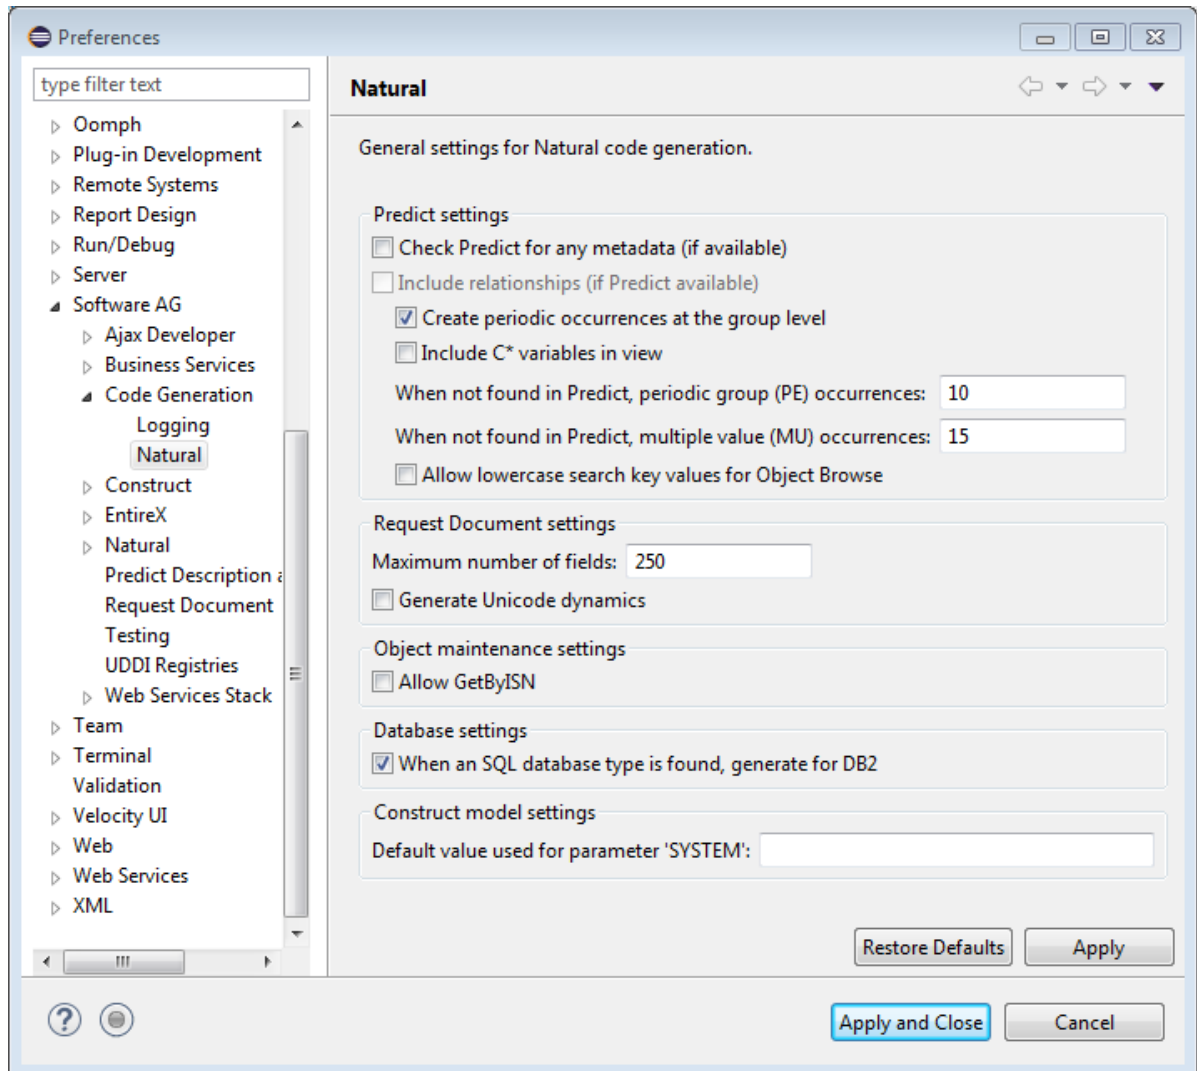 Preferences
type filter text
Oomph
Plug-in Development
Remote Systems
Report Design
Run/Debug
Server
Software AG
Ajax Developer
Business Services
Code Generation
Logging
Natural
Construct
EntireX
Natural
Predict Description a
Request Document
Testing
UDDI Registries
Web Services Stack
Team
Terminal
Validation
Velocity UI
Web
Web Services
XML
Natural
General settings for Natural code generation.
Predict settings
Check Predict for any metadata (if available)
Include relationships (if Predict available)
Create periodic occurrences at the group level
Include C* variables in view
When not found in Predict, periodic group (PE) occurrences: 10
When not found in Predict, multiple value (MU) occurrences: 15
Allow lowercase search key values for Object Browse
Request Document settings
Maximum number of fields: 250
Generate Unicode dynamics
Object maintenance settings
Allow GetByISN
Database settings
When an SQL database type is found, generate for DB2
Construct model settings
Default value used for parameter 'SYSTEM':
Restore Defaults Apply
? Apply and Close Cancel